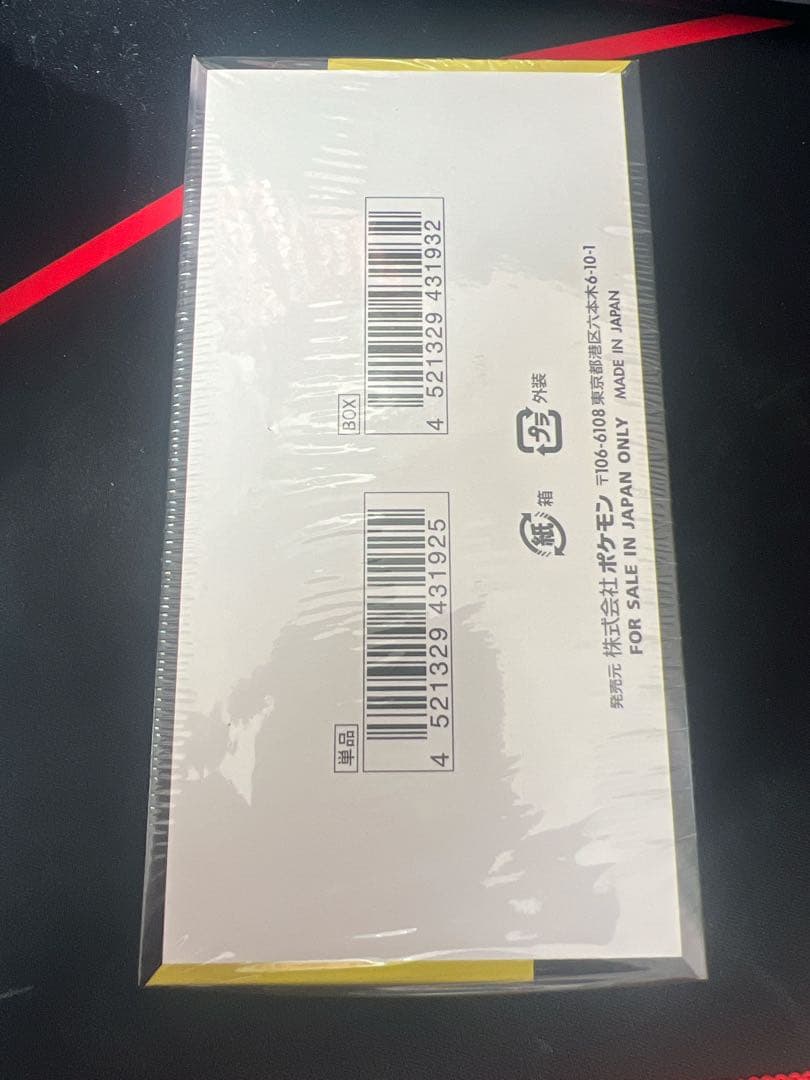 単品
4 521329 431925
BOX
4 521329 431932
紙 箱
プラ 外装
発売元 株式会社 ポケモン 〒106-6108 東京都港区六本木6-10-1
FOR SALE IN JAPAN ONLY MADE IN JAPAN